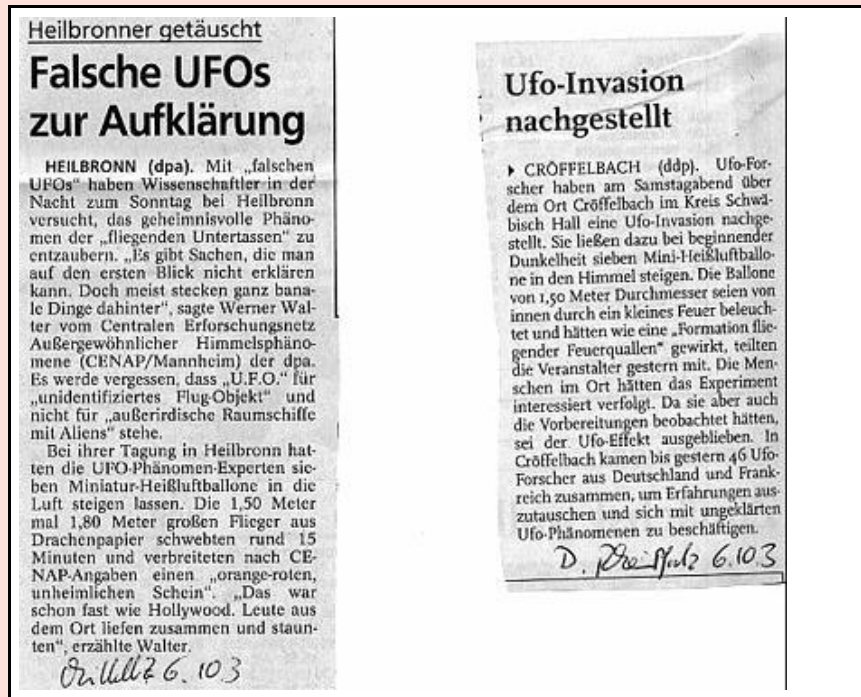 Heilbronner getäuscht
Falsche UFOs
zur Aufklärung
HEILBRONN (dpa). Mit „falschen
UFOs“ haben Wissenschaftler in der
Nacht zum Sonntag bei Heilbronn
versucht, das geheimnisvolle Phäno-
men der „fliegenden Untertassen“ zu
entzaubern. „Es gibt Sachen, die man
auf den ersten Blick nicht erklären
kann. Doch meist stecken ganz bana-
le Dinge dahinter“, sagte Werner Wal-
ter vom Centralen Erforschungsnetz
Außergewöhnlicher Himmelsphäno-
mene (CENAP/Mannheim) der dpa.
Es werde vergessen, dass „U.F.O.“ für
„unidentifiziertes Flug-Objekt“ und
nicht für „außerirdische Raumschiffe
mit Aliens“ stehe.
Bei ihrer Tagung in Heilbronn hat-
ten die UFO-Phänomen-Experten sie-
ben Miniatur-Heißluftballone in die
Luft steigen lassen. Die 1,50 Meter
mal 1,80 Meter großen Flieger aus
Drachenpapier schwebten rund 15
Minuten und verbreiteten nach CE-
NAP-Angaben einen „orange-roten,
unheimlichen Schein“. „Das war
schon fast wie Hollywood. Leute aus
dem Ort liefen zusammen und staun-
ten“, erzählte Walter.
6.10.3
Ufo-Invasion
nachgestellt
CRÖFFELBACH (ddp). Ufo-For-
scher haben am Samstagabend über
dem Ort Cröffelbach im Kreis Schwä-
bisch Hall eine Ufo-Invasion nachge-
stellt. Sie ließen dazu bei beginnender
Dunkelheit sieben Mini-Heißluftballo-
ne in den Himmel steigen. Die Ballone
von 1,50 Meter Durchmesser seien von
innen durch ein kleines Feuer beleuch-
tet und hätten wie eine „Formation flie-
gender Feuerquallen“ gewirkt, teilten
die Veranstalter gestern mit. Die Men-
schen im Ort hätten das Experiment
interessiert verfolgt. Da sie aber auch
die Vorbereitungen beobachtet hätten,
sei der Ufo-Effekt ausgeblieben. In
Cröffelbach kamen bis gestern 46 Ufo-
Forscher aus Deutschland und Frank-
reich zusammen, um Erfahrungen aus-
zutauschen und sich mit ungeklärten
Ufo-Phänomenen zu beschäftigen.
D. Rheinpfalz 6.10.3